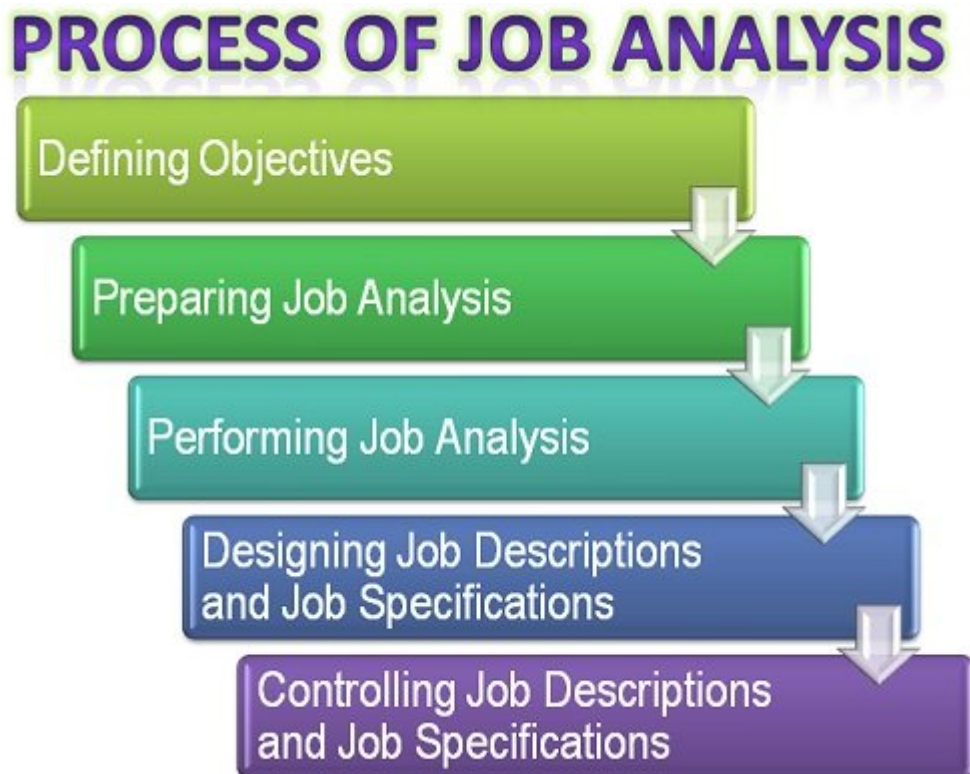 PROCESS OF JOB ANALYSIS
Defining Objectives
Preparing Job Analysis
Performing Job Analysis
Designing Job Descriptions
and Job Specifications
Controlling Job Descriptions
and Job Specifications